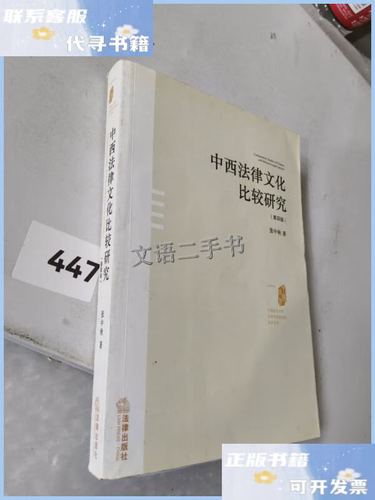 联系客服
代寻书籍
中西法律文化
比较研究
(第四版)
张中秋 著
中西法律文化比较研究
张中秋 著
法律出版社
447
文语二手书
正版书籍
可开发票